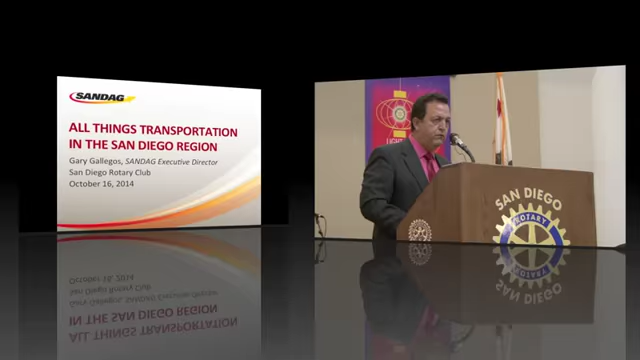 SANDAG
ALL THINGS TRANSPORTATION
IN THE SAN DIEGO REGION
Gary Gallegos, SANDAG Executive Director
San Diego Rotary Club
October 16, 2014
LIGHT
SAN DIEGO
ROTARY